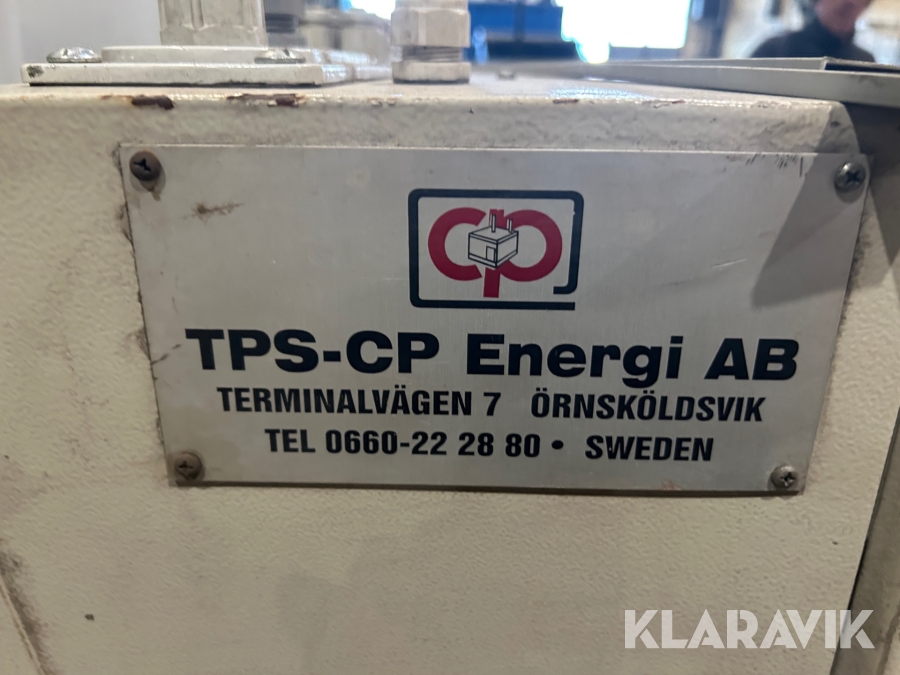 cp
TPS-CP Energi AB
TERMINALVÄGEN 7 ÖRNSKÖLDSVIK
TEL 0660-22 28 80 • SWEDEN
KLARAVIK